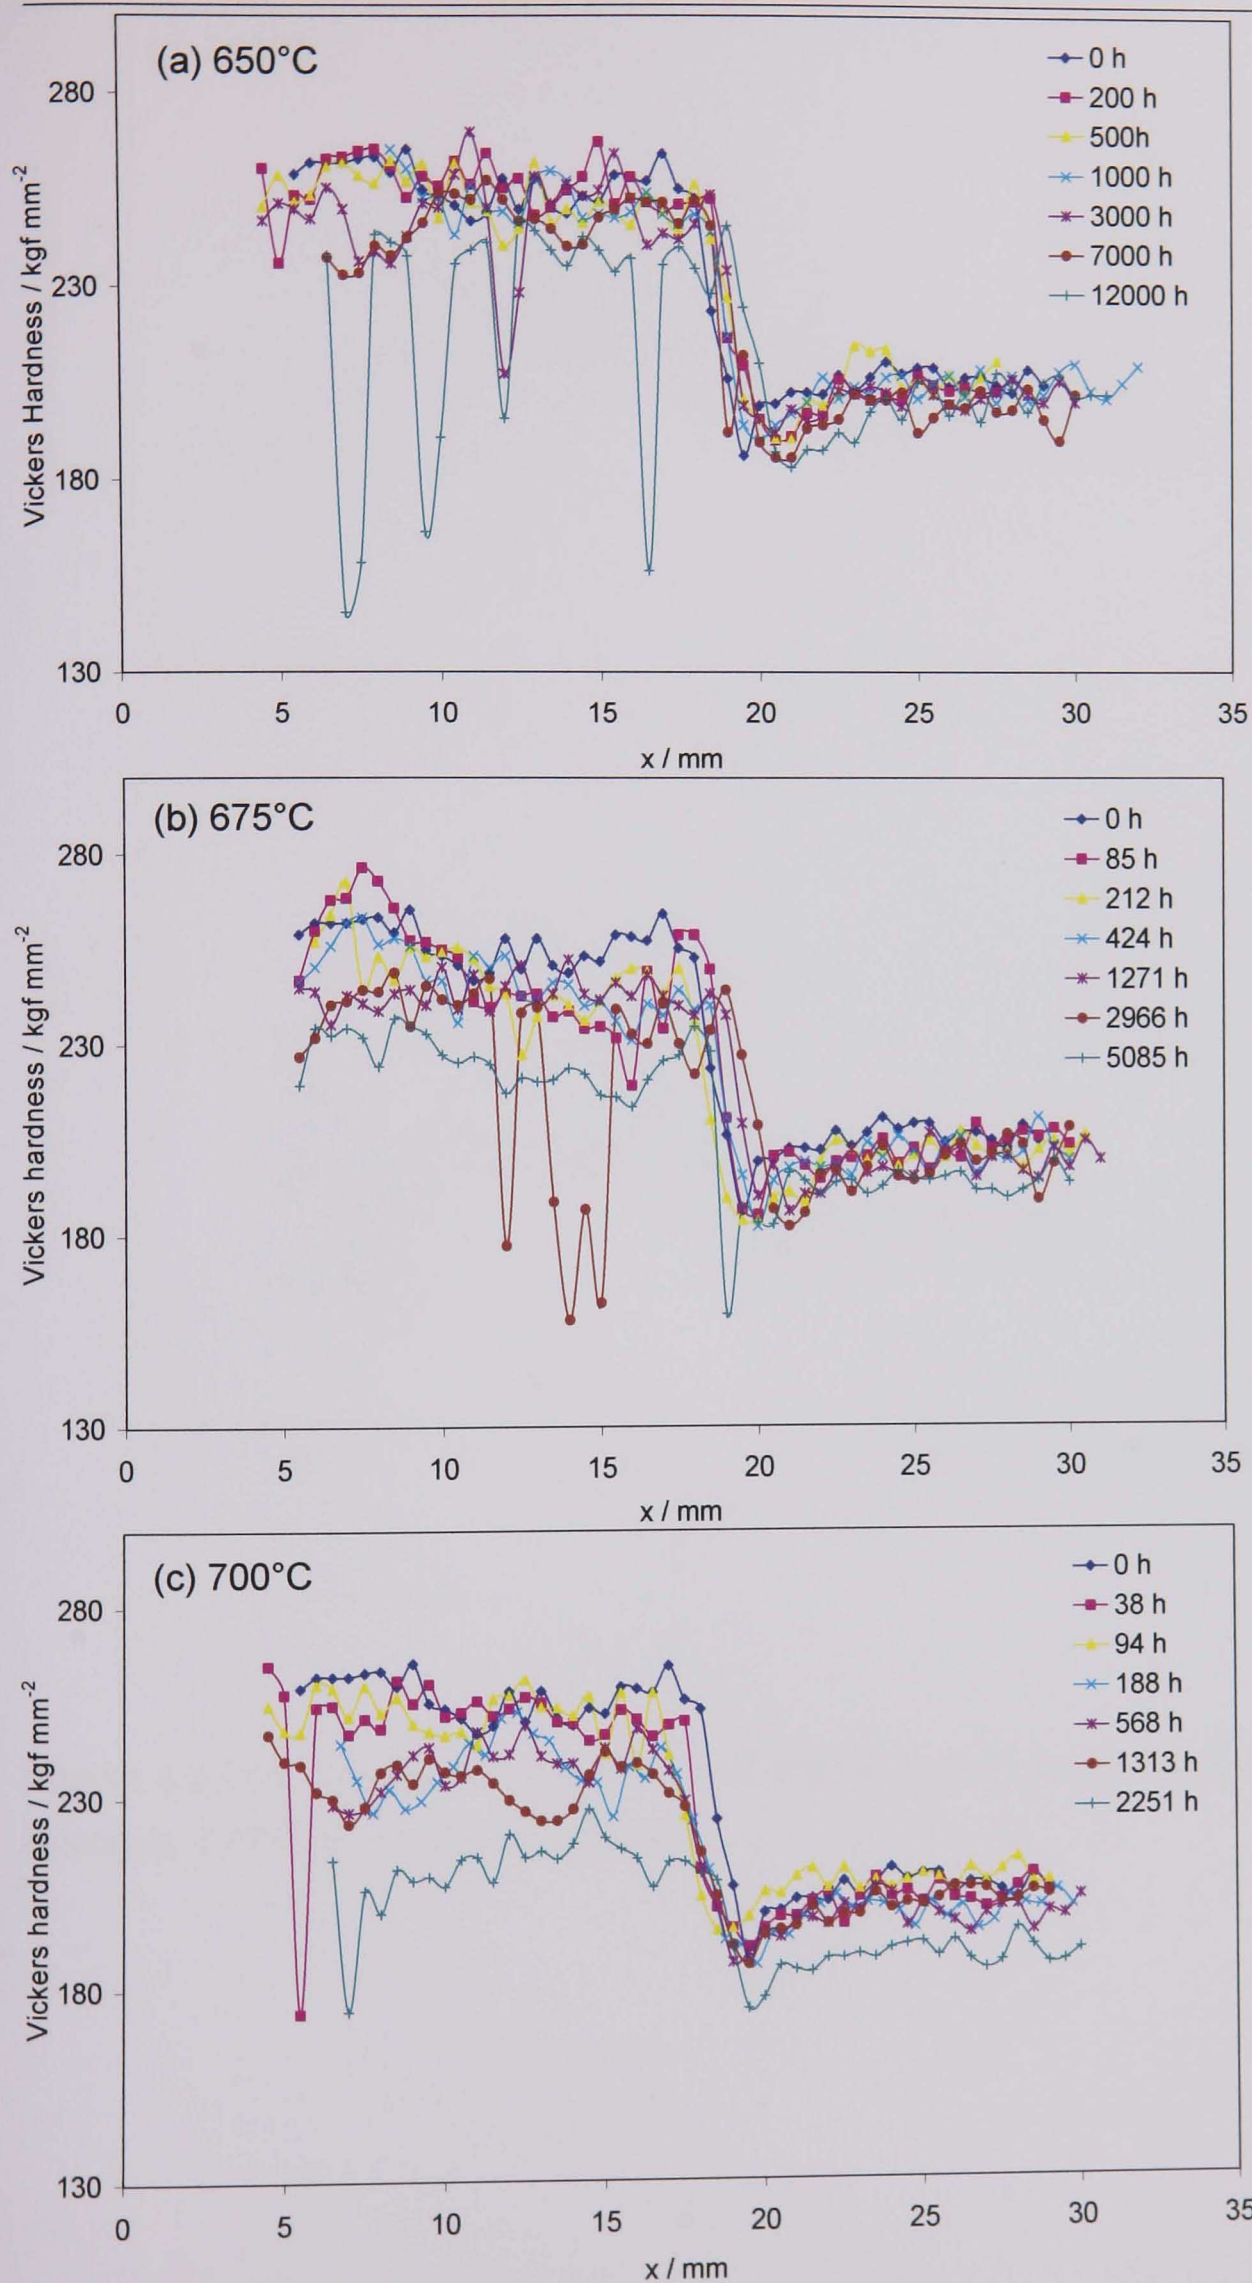 (a) 650°C
0 h
200 h
500h
1000 h
3000 h
7000 h
12000 h
Vickers Hardness / kgf mm-2
280
230
180
130
0 5 10 15 20 25 30 35
x / mm
(b) 675°C
0 h
85 h
212 h
424 h
1271 h
2966 h
5085 h
Vickers hardness / kgf mm-2
280
230
180
130
0 5 10 15 20 25 30 35
x / mm
(c) 700°C
0 h
38 h
94 h
188 h
568 h
1313 h
2251 h
Vickers hardness / kgf mm-2
280
230
180
130
0 5 10 15 20 25 30 35
x / mm